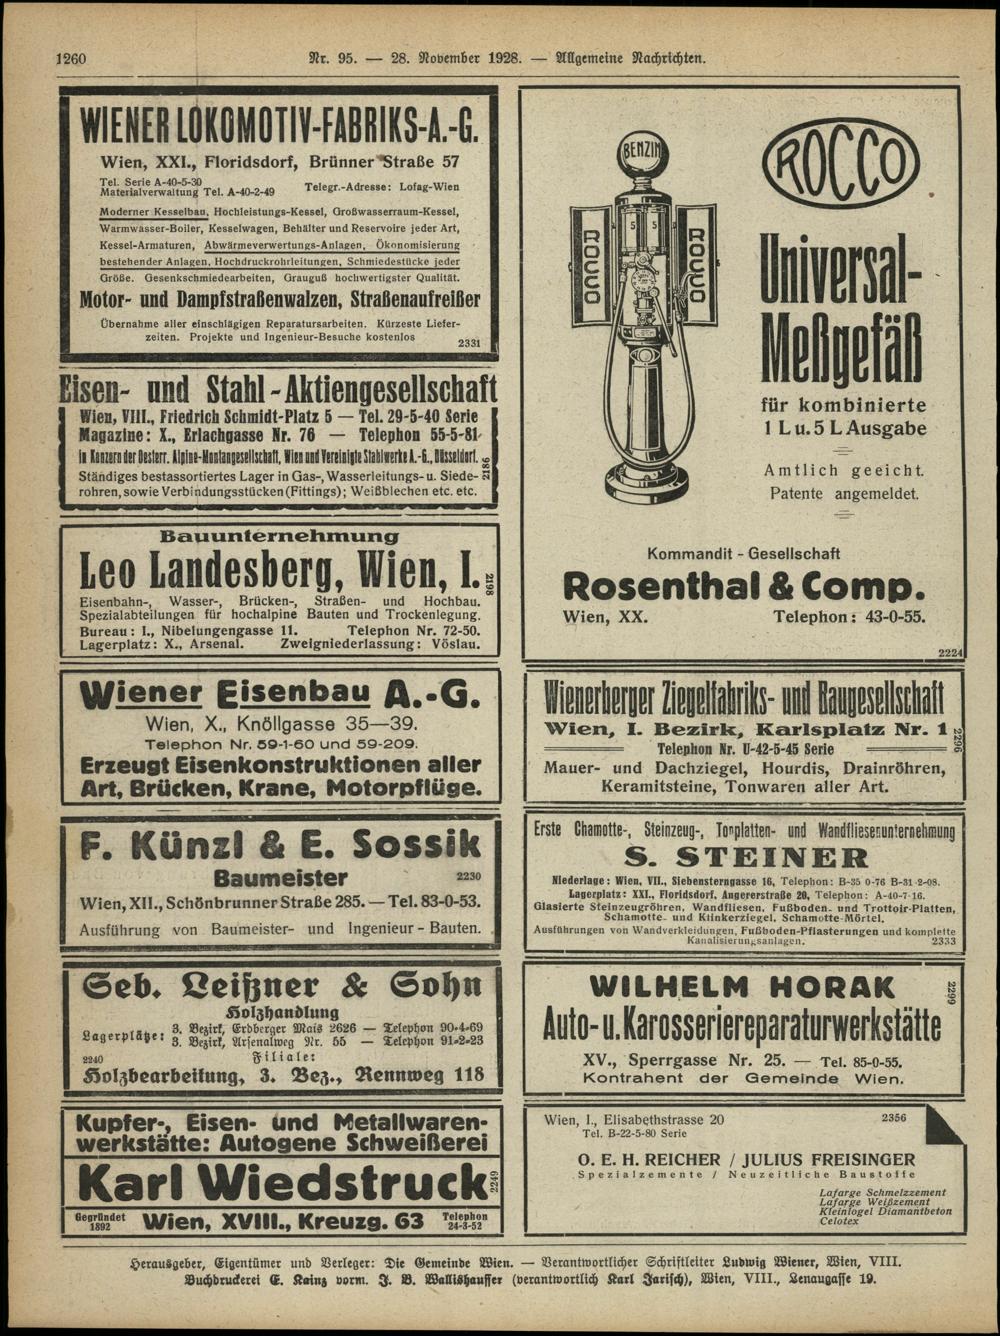 1260
Nr. 95. — 28. November 1928. — Allgemeine Nachrichten.
WIENER LOKOMOTIV-FABRIKS-A.-G.
Wien, XXI., Floridsdorf, Brünner Straße 57
Tel. Serie A-40-5-30
Materialverwaltung Tel. A-40-2-49
Telegr.-Adresse: Lofag-Wien
Moderner Kesselbau, Hochleistungs-Kessel, Großwasserraum-Kessel,
Warmwasser-Boiler, Kesselwagen, Behälter und Reservoire jeder Art,
Kessel-Armaturen, Abwärmeverwertungs-Anlagen, Ökonomisierung
bestehender Anlagen, Hochdruckrohrleitungen, Schmiedestücke jeder
Größe. Gesenkschmiedearbeiten, Grauguß hochwertigster Qualität.
Motor- und Dampfstraßenwalzen, Straßenaufreißer
Übernahme aller einschlägigen Reparatursarbeiten. Kürzeste Liefer-
zeiten. Projekte und Ingenieur-Besuche kostenlos
2331
Eisen- und Stahl-Aktiengesellschaft
Wien, VIII., Friedrich Schmidt-Platz 5 — Tel. 29-5-40 Serie
Magazine: X., Erlachgasse Nr. 76 — Telephon 55-5-81
in Konzern der Oesterr. Alpine-Montangesellschaft, Wien und Vereinigte Stahlwerke A.-G., Düsseldorf.
Ständiges bestassortiertes Lager in Gas-, Wasserleitungs- u. Siede-
rohren, sowie Verbindungsstücken (Fittings); Weißblechen etc. etc.
2186
Bauunternehmung
Leo Landesberg, Wien, I.
2198
Eisenbahn-, Wasser-, Brücken-, Straßen- und Hochbau.
Spezialabteilungen für hochalpine Bauten und Trockenlegung.
Bureau: I., Nibelungengasse 11. Telephon Nr. 72-50.
Lagerplatz: X., Arsenal. Zweigniederlassung: Vöslau.
Wiener Eisenbau A.-G.
Wien, X., Knöllgasse 35—39.
Telephon Nr. 59-1-60 und 59-209.
Erzeugt Eisenkonstruktionen aller
Art, Brücken, Krane, Motorpflüge.
F. Künzl & E. Sossik
Baumeister
2230
Wien, XII., Schönbrunner Straße 285. — Tel. 83-0-53.
Ausführung von Baumeister- und Ingenieur-Bauten.
Seb. Leißner & Sohn
Holzhandlung
Lagerplätze:
3. Bezirk, Erdberger Mais 2626 — Telephon 90-4-69
3. Bezirk, Arsenalweg Nr. 55 — Telephon 91-2-23
2240
Filiale:
Holzbearbeitung, 3. Bez., Rennweg 118
Kupfer-, Eisen- und Metallwaren-
werkstätte: Autogene Schweißerei
Karl Wiedstruck
2249
Gegründet
1892
Wien, XVIII., Kreuzg. 63
Telephon
24-3-52
BENZIN
ROCCO
ROCCO
5 5
ROCCO
Universal-
Meßgefäß
für kombinierte
1 L u. 5 L Ausgabe
Amtlich geeicht.
Patente angemeldet.
Kommandit-Gesellschaft
Rosenthal & Comp.
Wien, XX. Telephon: 43-0-55.
2224
Wienerberger Ziegelfabriks- und Baugesellschaft
Wien, I. Bezirk, Karlsplatz Nr. 1
2296
Telephon Nr. U-42-5-45 Serie
Mauer- und Dachziegel, Hourdis, Drainröhren,
Keramitsteine, Tonwaren aller Art.
Erste Chamotte-, Steinzeug-, Tonplatten- und Wandfliesenunternehmung
S. STEINER
Niederlage: Wien, VII., Siebensterngasse 16, Telephon: B-35 0-76 B-31-2-08.
Lagerplatz: XXI., Floridsdorf, Angererstraße 20, Telephon: A-40-7-16.
Glasierte Steinzeugröhren, Wandfliesen, Fußboden- und Trottoir-Platten,
Schamotte- und Klinkerziegel, Schamotte-Mörtel.
Ausführungen von Wandverkleidungen, Fußboden-Pflasterungen und komplette
Kanalisierungsanlagen. 2333
WILHELM HORAK
2299
Auto- u. Karosseriereparaturwerkstätte
XV., Sperrgasse Nr. 25. — Tel. 85-0-55.
Kontrahent der Gemeinde Wien.
Wien, I., Elisabethstrasse 20
2356
Tel. B-22-5-80 Serie
O. E. H. REICHER / JULIUS FREISINGER
Spezialzemente / Neuzeitliche Baustoffe
Lafarge Schmelzzement
Lafarge Weißzement
Kleinlogel Diamantbeton
Celotex
Herausgeber, Eigentümer und Verleger: Die Gemeinde Wien. — Verantwortlicher Schriftleiter Ludwig Wiener, Wien, VIII.
Buchdruckerei E. Kainz vorm. J. B. Wallishausser (verantwortlich Karl Jarisch), Wien, VIII., Lenaugasse 19.